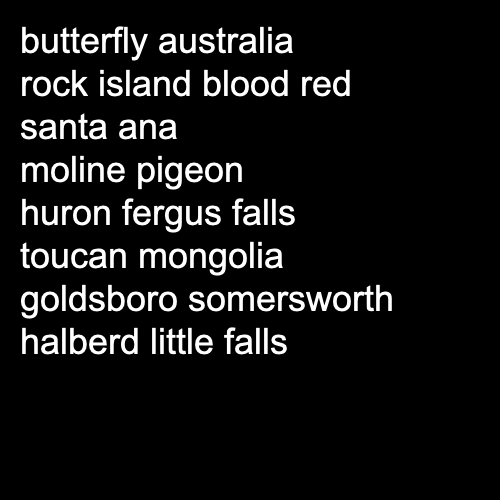 butterfly australia
rock island blood red
santa ana
moline pigeon
huron fergus falls
toucan mongolia
goldsboro somersworth
halberd little falls